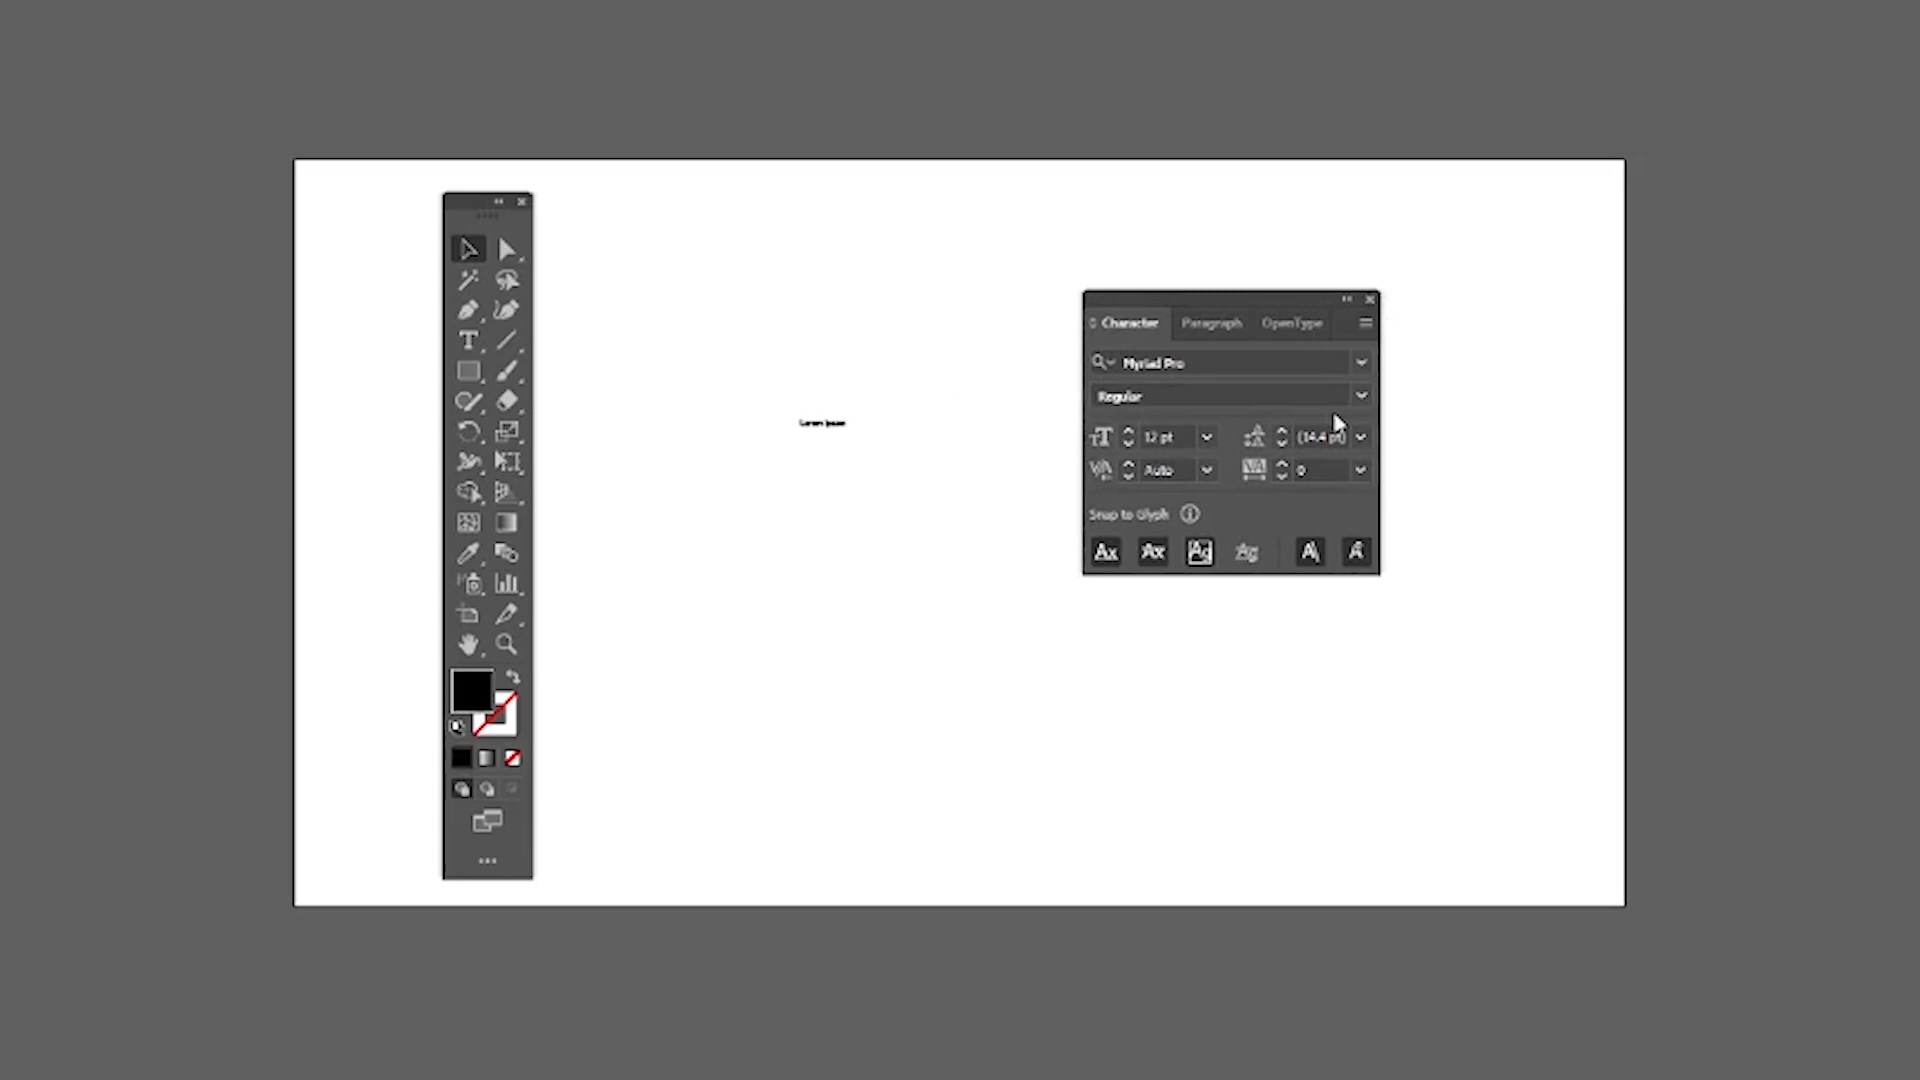 Character Paragraph OpenType
Myriad Pro
Regular
12 pt (14.4 pt)
Auto 0
Snap to Glyph
Lorem ipsum